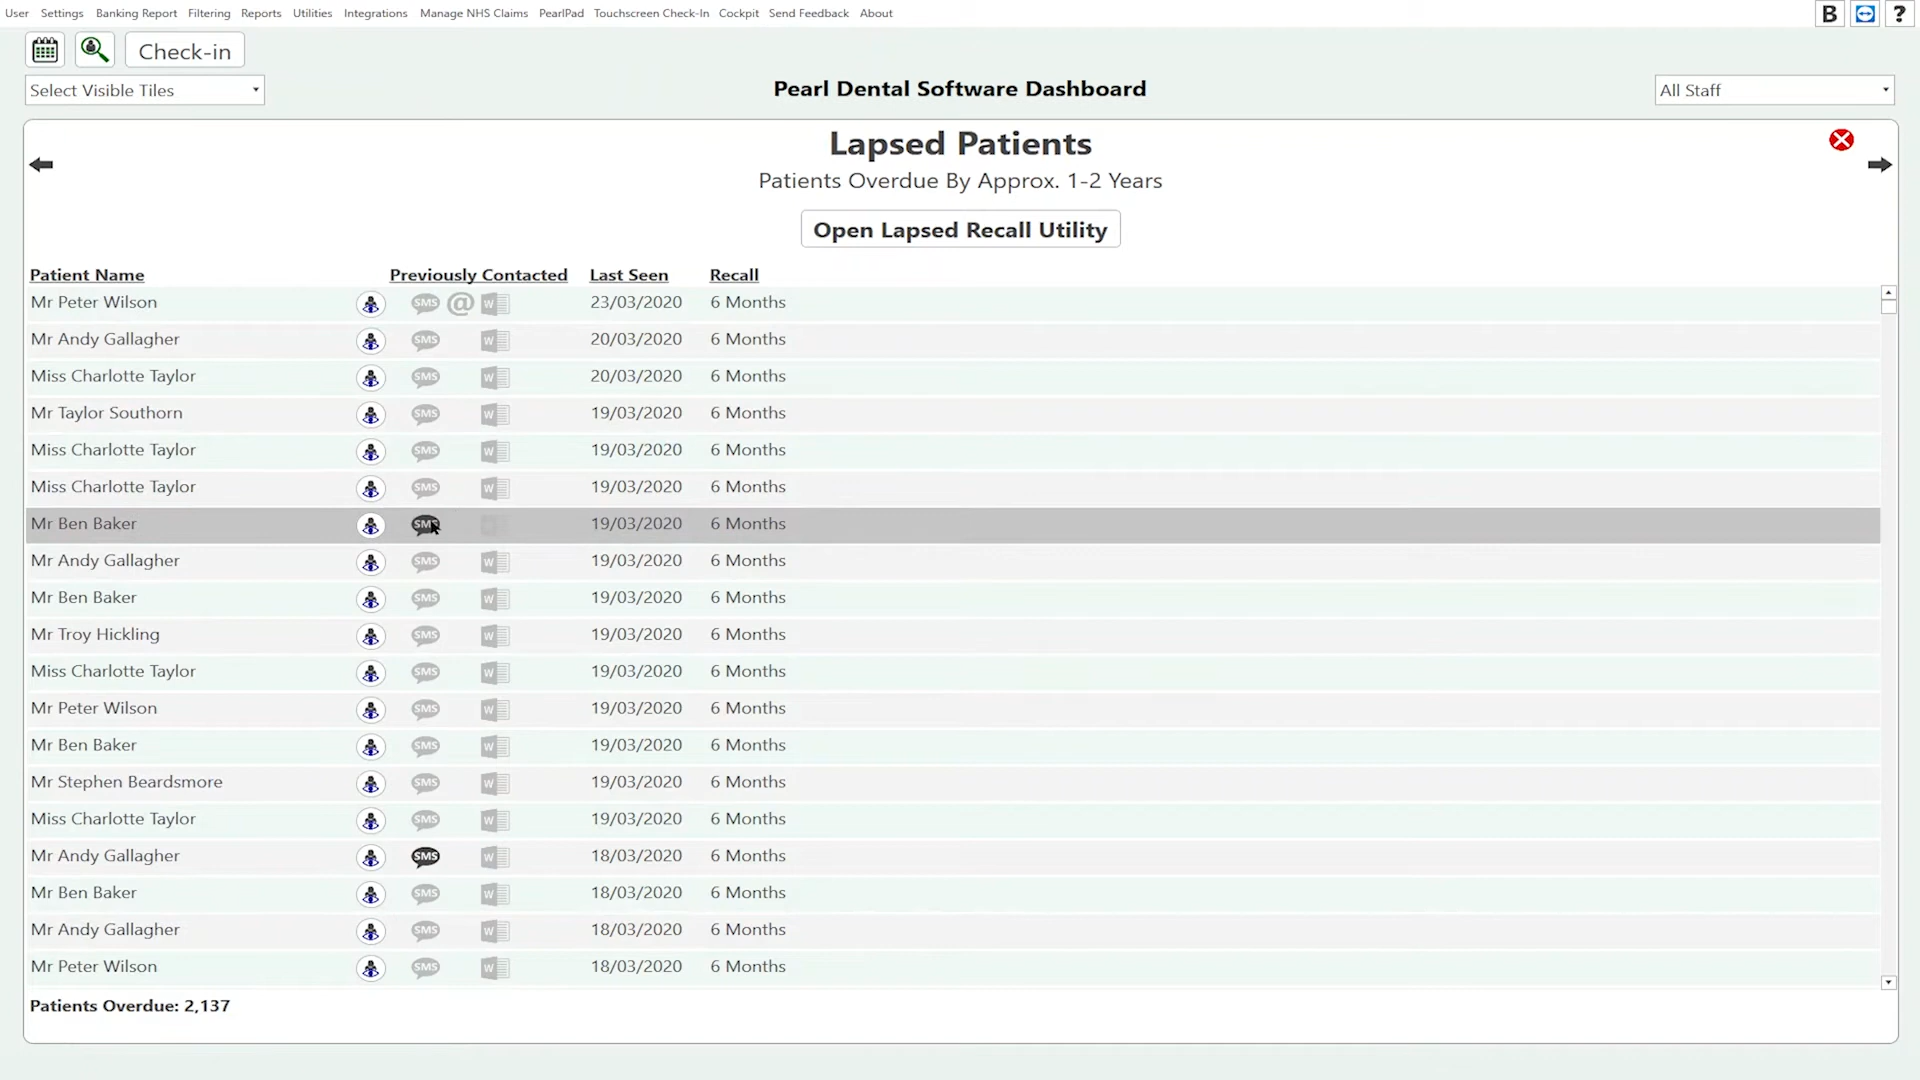 User Settings Banking Report Filtering Reports Utilities Integrations Manage NHS Claims PearlPad Touchscreen Check-In Cockpit Send Feedback About B ?
Check-in
Select Visible Tiles Pearl Dental Software Dashboard All Staff
Lapsed Patients
Patients Overdue By Approx. 1-2 Years
Open Lapsed Recall Utility
Patient Name Previously Contacted Last Seen Recall
Mr Peter Wilson SMS @ W 23/03/2020 6 Months
Mr Andy Gallagher SMS W 20/03/2020 6 Months
Miss Charlotte Taylor SMS W 20/03/2020 6 Months
Mr Taylor Southorn SMS W 19/03/2020 6 Months
Miss Charlotte Taylor SMS W 19/03/2020 6 Months
Miss Charlotte Taylor SMS W 19/03/2020 6 Months
Mr Ben Baker SMS 19/03/2020 6 Months
Mr Andy Gallagher SMS W 19/03/2020 6 Months
Mr Ben Baker SMS W 19/03/2020 6 Months
Mr Troy Hickling SMS W 19/03/2020 6 Months
Miss Charlotte Taylor SMS W 19/03/2020 6 Months
Mr Peter Wilson SMS W 19/03/2020 6 Months
Mr Ben Baker SMS W 19/03/2020 6 Months
Mr Stephen Beardsmore SMS W 19/03/2020 6 Months
Miss Charlotte Taylor SMS W 19/03/2020 6 Months
Mr Andy Gallagher SMS W 18/03/2020 6 Months
Mr Ben Baker SMS W 18/03/2020 6 Months
Mr Andy Gallagher SMS W 18/03/2020 6 Months
Mr Peter Wilson SMS W 18/03/2020 6 Months
Patients Overdue: 2,137